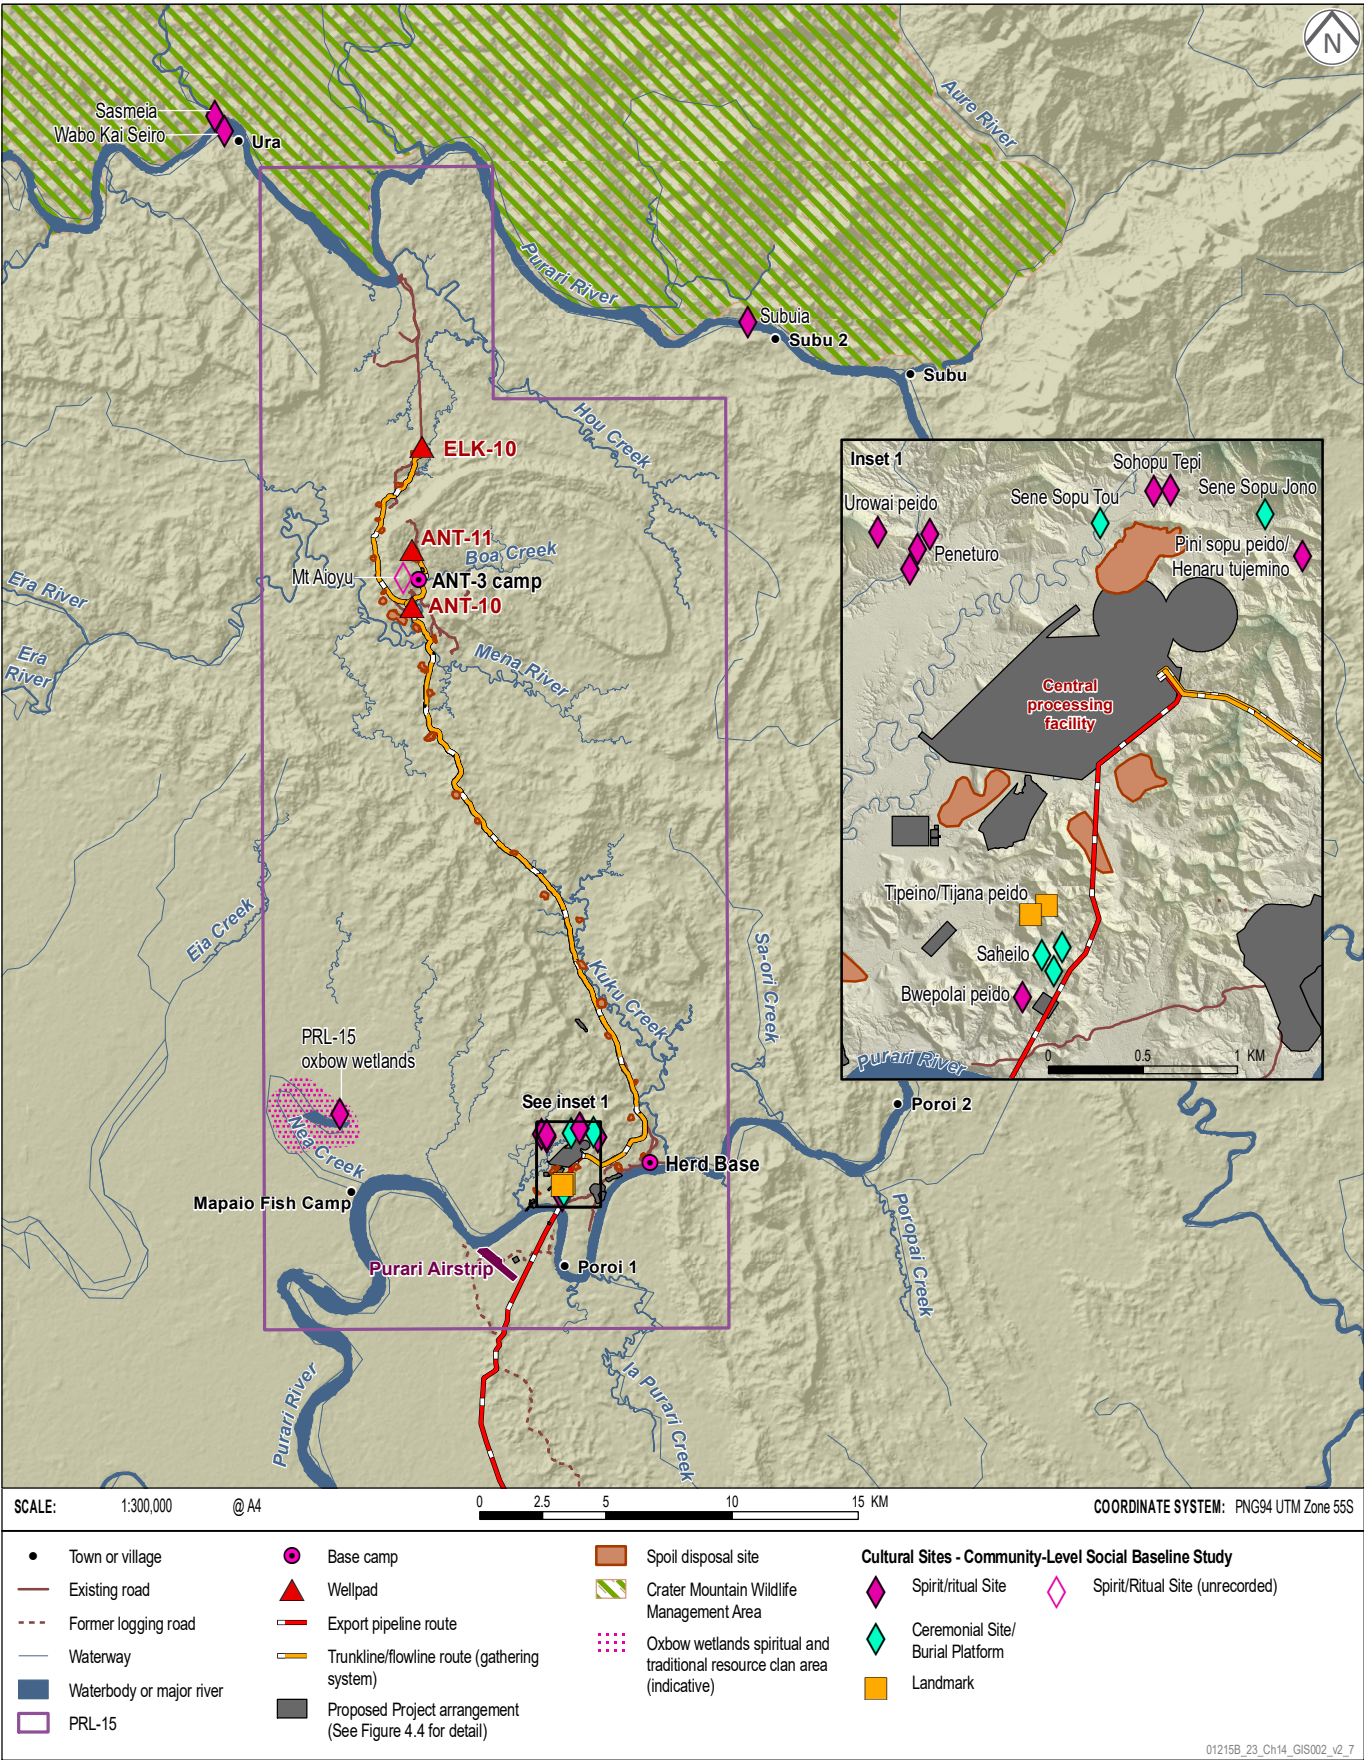 N
Sasmeia
Wabo Kai Seiro
Ura
Aure River
Purari River
Subuia
Subu 2
Subu
Hou Creek
ELK-10
ANT-11
Boa Creek
Mt Aioyu
ANT-3 camp
ANT-10
Era River
Era
River
Mena River
Eia Creek
Sa-ori Creek
Kuku Creek
PRL-15
oxbow wetlands
See inset 1
Nea Creek
Herd Base
Mapaio Fish Camp
Poroi 2
Poropai Creek
Purari Airstrip
Poroi 1
Ia Purari Creek
Purari River
Inset 1
Sohopu Tepi
Urowai peido
Sene Sopu Tou
Sene Sopu Jono
Peneturo
Pini sopu peido/
Henaru tujemino
Central
processing
facility
Tipeino/Tijana peido
Saheilo
Bwepolai peido
Purari River
0 0.5 1 KM
SCALE: 1:300,000 @ A4
0 2.5 5 10 15 KM
COORDINATE SYSTEM: PNG94 UTM Zone 55S
Town or village
Existing road
Former logging road
Waterway
Waterbody or major river
PRL-15
Base camp
Wellpad
Export pipeline route
Trunkline/flowline route (gathering
system)
Proposed Project arrangement
(See Figure 4.4 for detail)
Spoil disposal site
Crater Mountain Wildlife
Management Area
Oxbow wetlands spiritual and
traditional resource clan area
(indicative)
Cultural Sites - Community-Level Social Baseline Study
Spirit/ritual Site
Spirit/Ritual Site (unrecorded)
Ceremonial Site/
Burial Platform
Landmark
01215B_23_Ch14_GIS002_v2_7